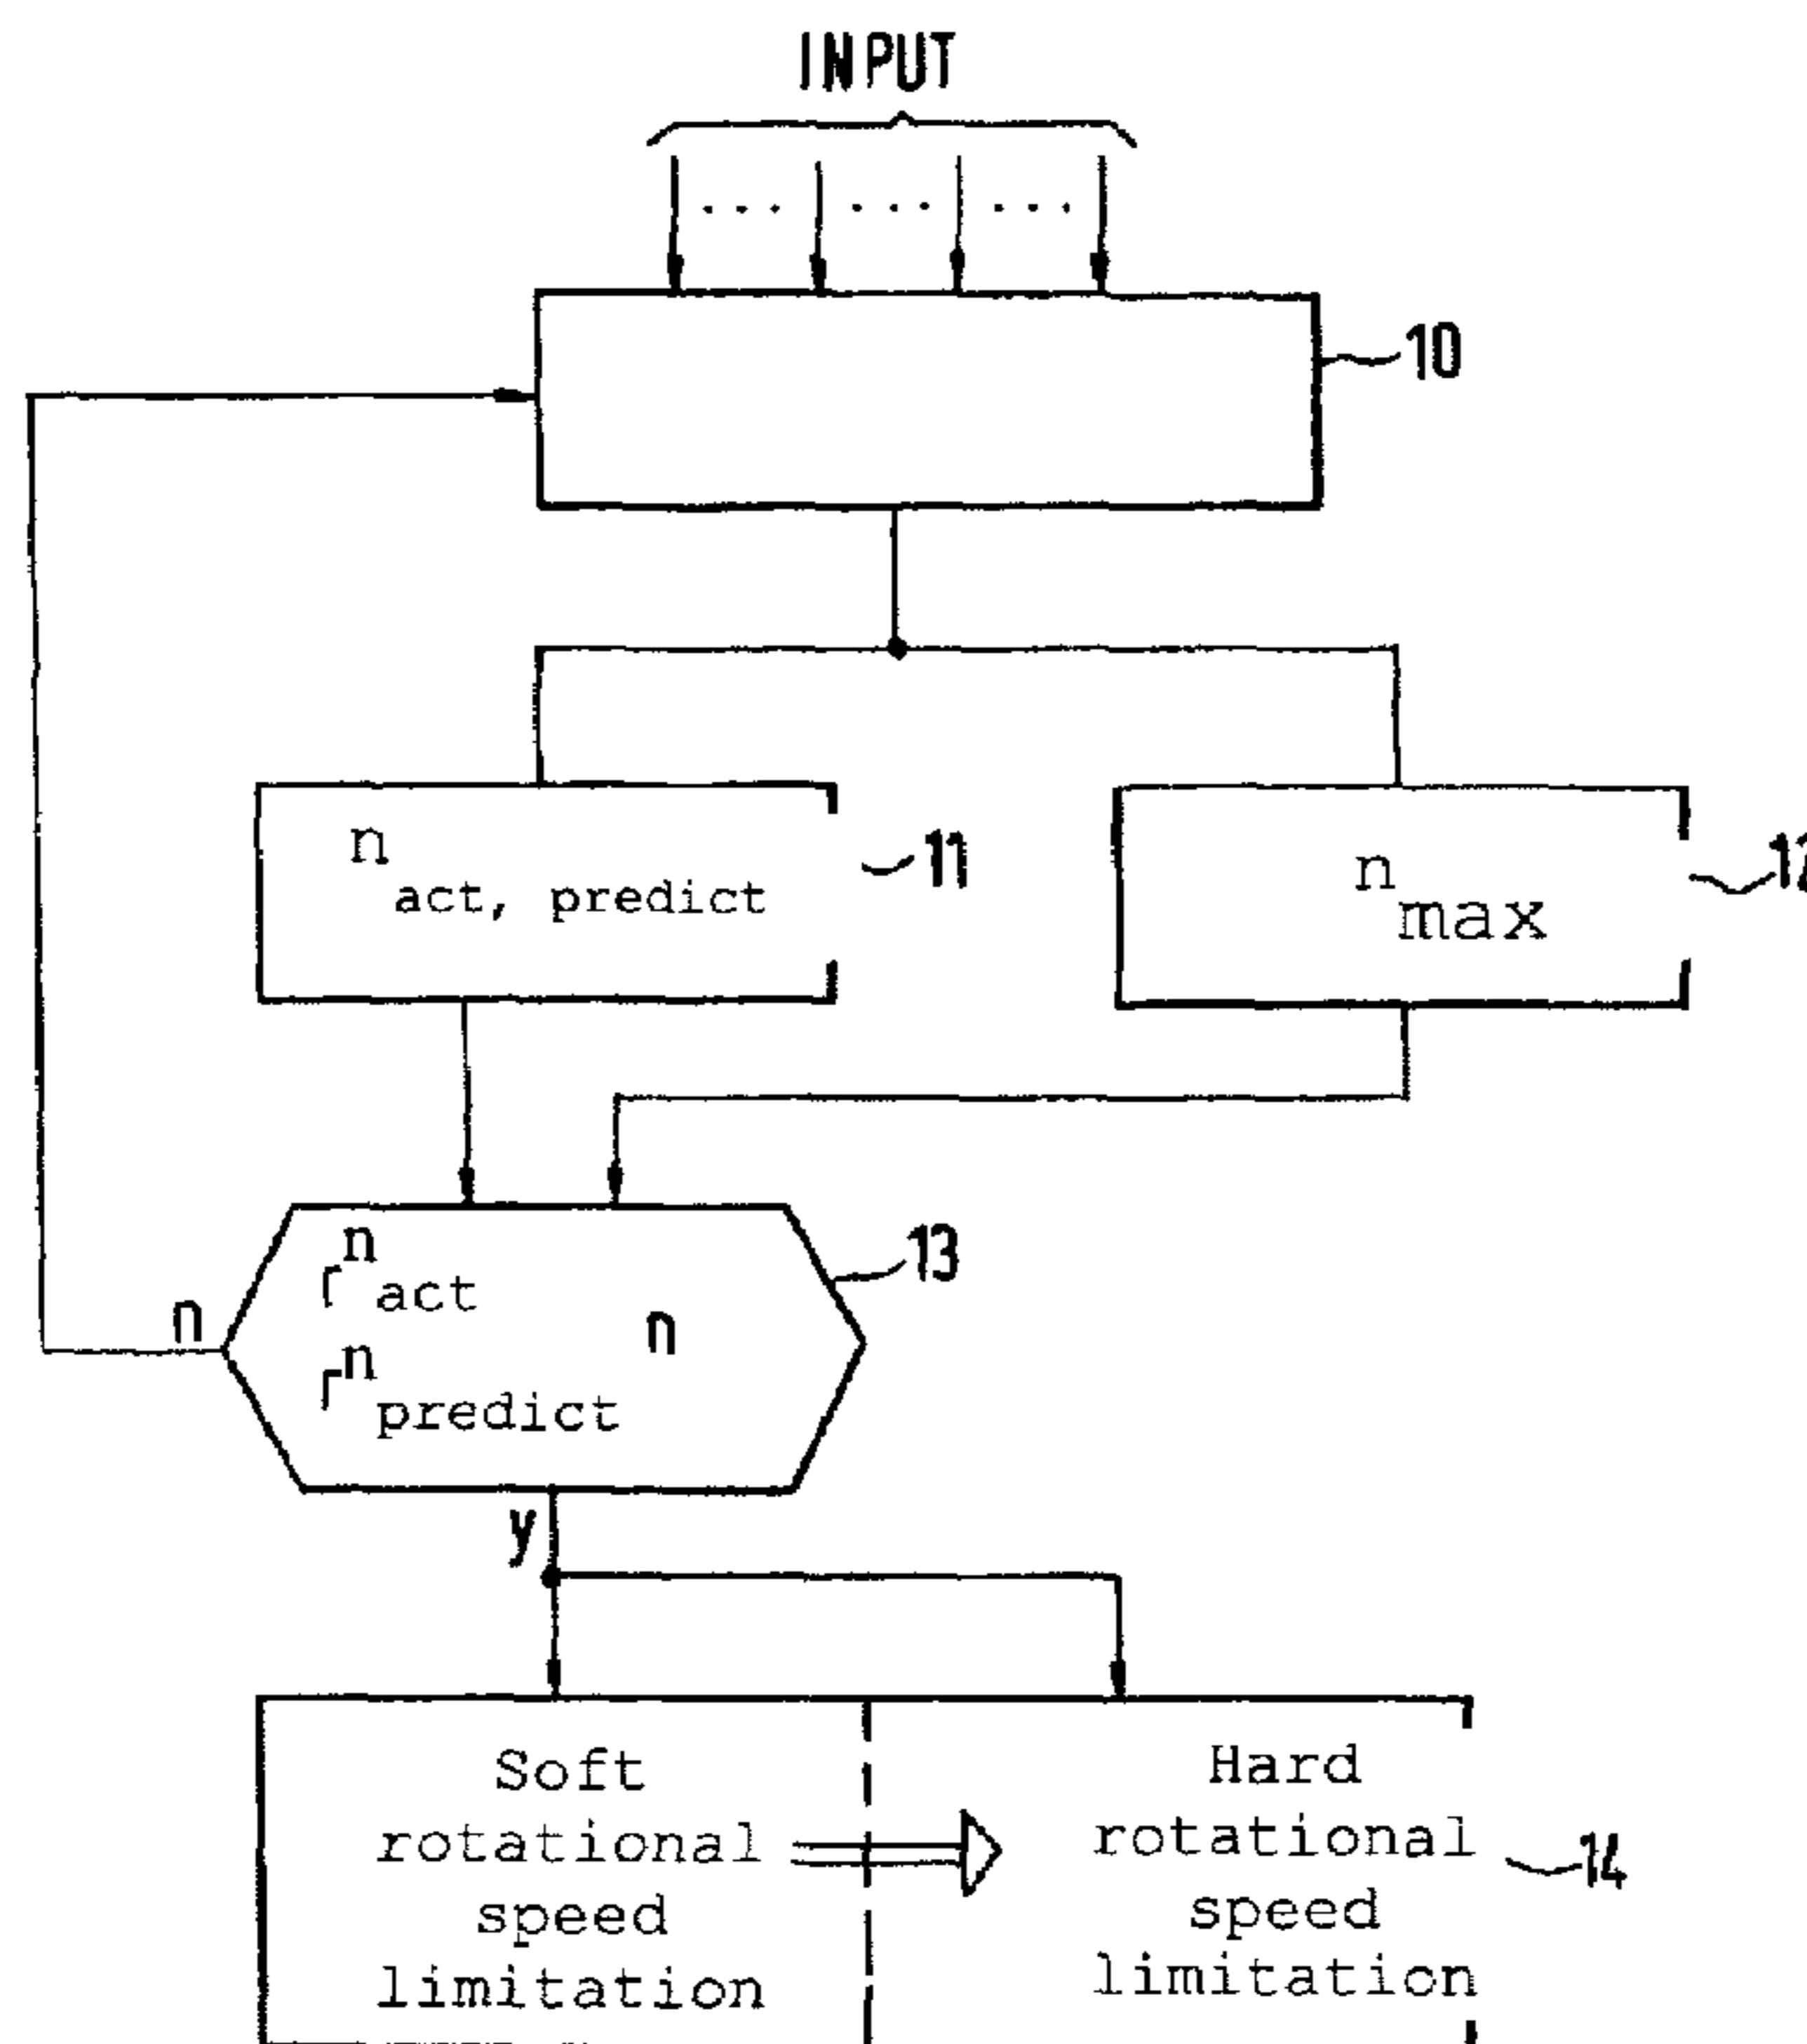 INPUT
10
n
act, predict
11
n
max
n
act
n
n
predict
n
13
y
Soft
rotational
speed
limitation
Hard
rotational
speed
limitation
14